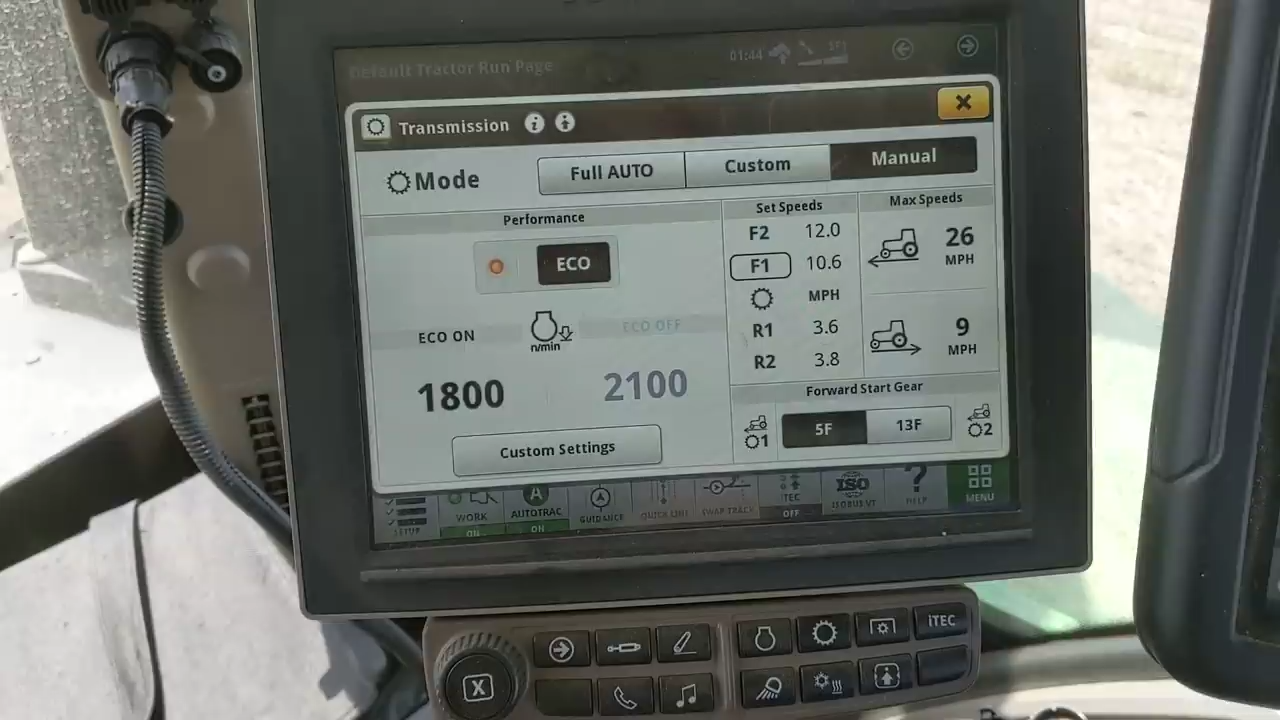 Default Tractor Run Page
01:44
SF1
Transmission
Mode
Full AUTO
Custom
Manual
Performance
ECO
ECO ON
n/min
ECO OFF
1800
2100
Custom Settings
Set Speeds
F2 12.0
F1 10.6
MPH
R1 3.6
R2 3.8
Max Speeds
26
MPH
9
MPH
Forward Start Gear
1
5F
13F
2
SETUP
WORK
ON
A
AUTOTRAC
ON
A
GUIDANCE
QUICK LINE
SWAP TRACK
TEC
OFF
ISO
ISOBUS VT
?
HELP
MENU
iTEC
X